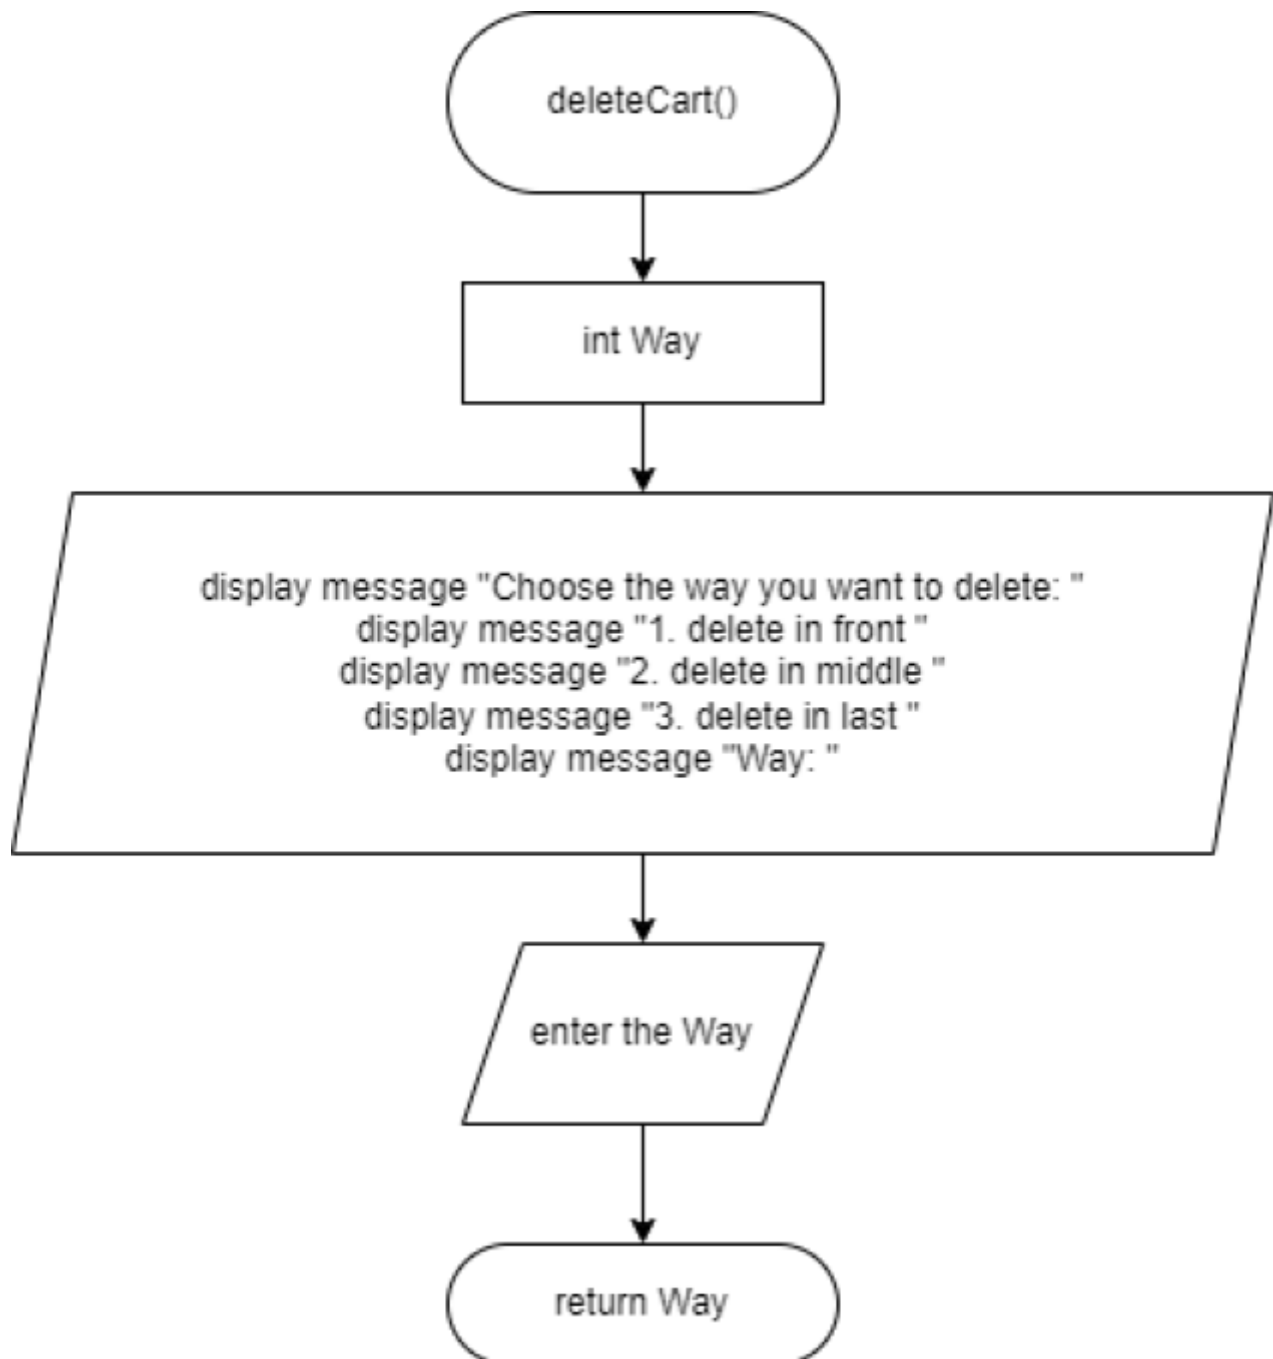 deleteCart()
int Way
display message "Choose the way you want to delete: "
display message "1. delete in front "
display message "2. delete in middle "
display message "3. delete in last "
display message "Way: "
enter the Way
return Way